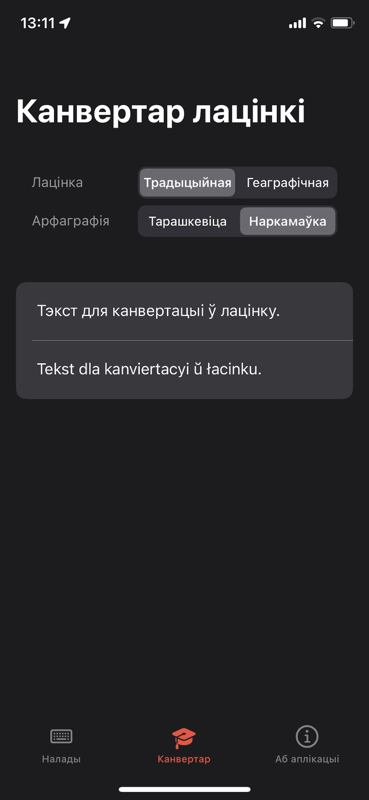 13:11
Канвертар лацінкі
Лацінка Традыцыйная Геаграфічная
Арфаграфія Тарашкевіца Наркамаўка
Тэкст для канвертацыі ў лацінку.
Tekst dla kanviertacyi ŭ łacinku.
Налады Канвертар Аб аплікацыі